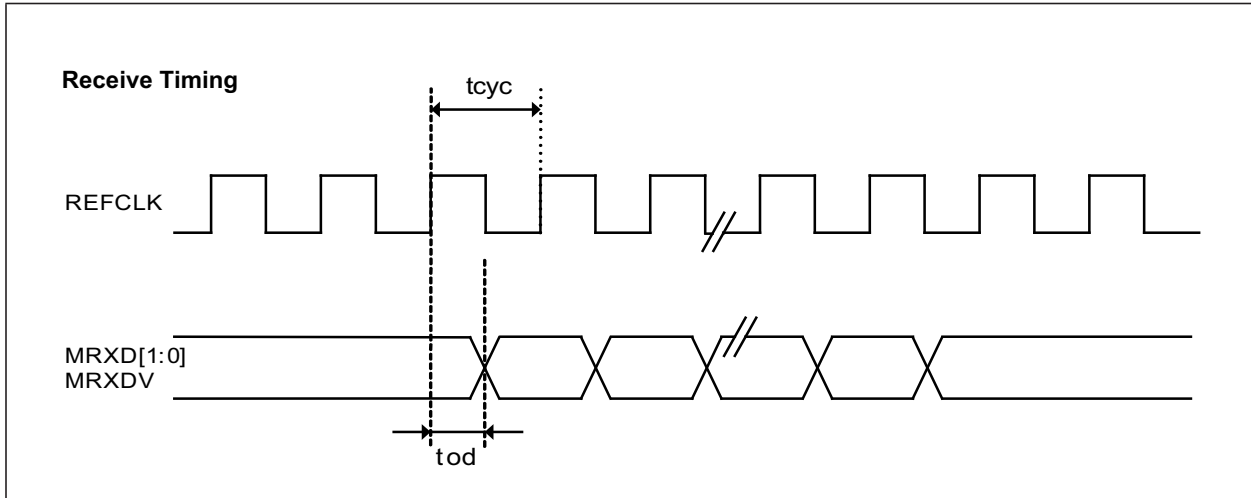 Receive Timing
tcyc
REFCLK
MRXD[1:0]
MRXDV
tod